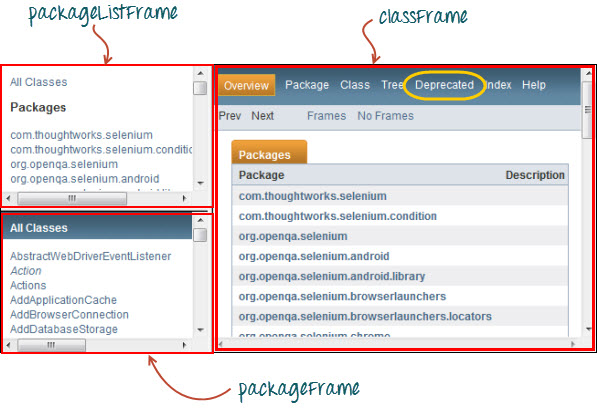 packageListFrame
classFrame
All Classes
Packages
com.thoughtworks.selenium
com.thoughtworks.selenium.conditio
org.openqa.selenium
org.openqa.selenium.android
All Classes
AbstractWebDriverEventListener
Action
Actions
AddApplicationCache
AddBrowserConnection
AddDatabaseStorage
Overview Package Class Tree Deprecated Index Help
Prev Next Frames No Frames
Packages
Package Description
com.thoughtworks.selenium
com.thoughtworks.selenium.condition
org.openqa.selenium
org.openqa.selenium.android
org.openqa.selenium.android.library
org.openqa.selenium.browserlaunchers
org.openqa.selenium.browserlaunchers.locators
org.openqa.selenium.chrome
packageFrame